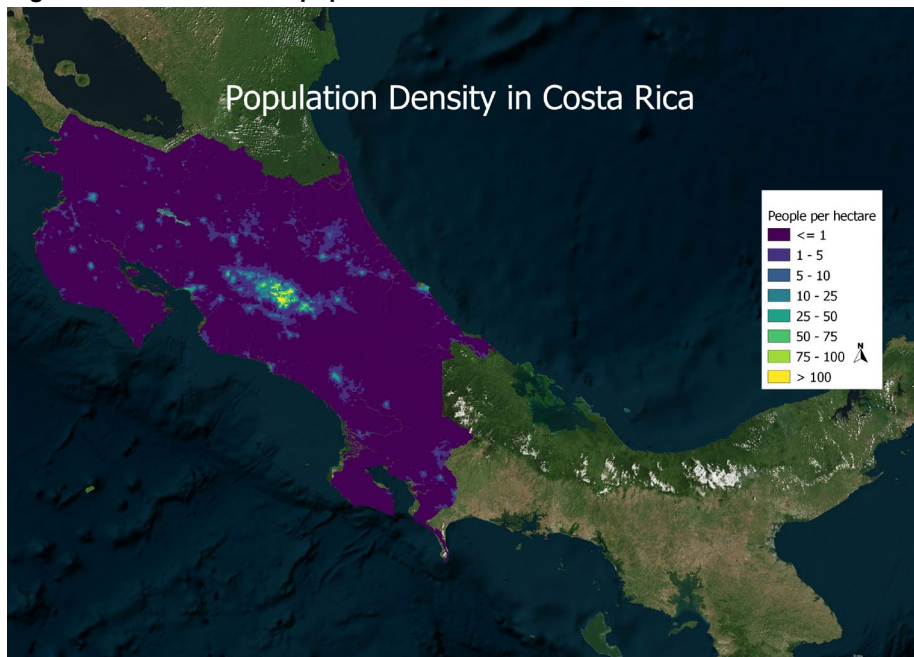 Population Density in Costa Rica
People per hectare
<= 1
1 - 5
5 - 10
10 - 25
25 - 50
50 - 75
75 - 100
N
> 100